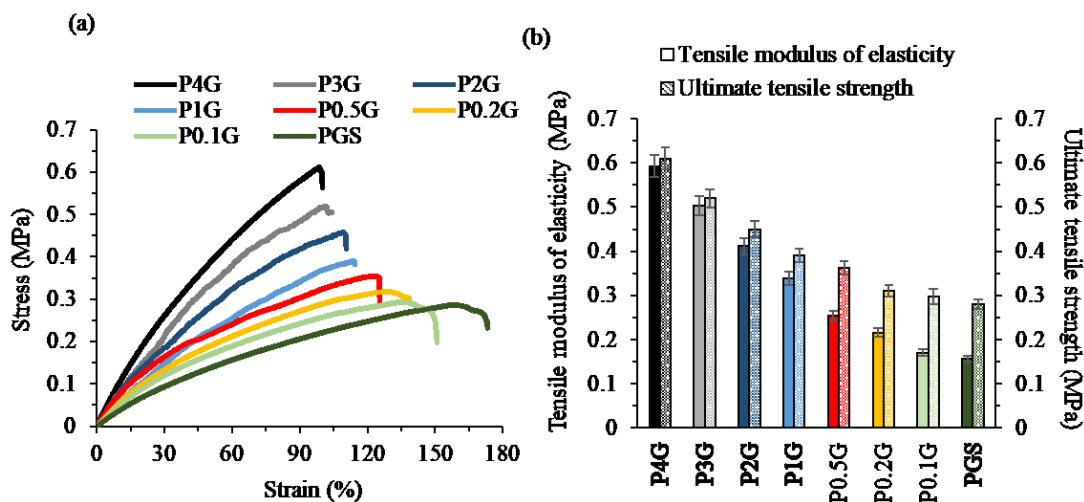 (a)
P4G P3G P2G
P1G P0.5G P0.2G
P0.1G PGS
0.7
0.6
0.5
0.4
0.3
0.2
0.1
0
Stress (MPa)
0 30 60 90 120 150 180
Strain (%)
(b)
Tensile modulus of elasticity
Ultimate tensile strength
0.7
0.6
0.5
0.4
0.3
0.2
0.1
0
Tensile modulus of elasticity (MPa)
0.7
0.6
0.5
0.4
0.3
0.2
0.1
0
Ultimate tensile strength (MPa)
P4G P3G P2G P1G P0.5G P0.2G P0.1G PGS